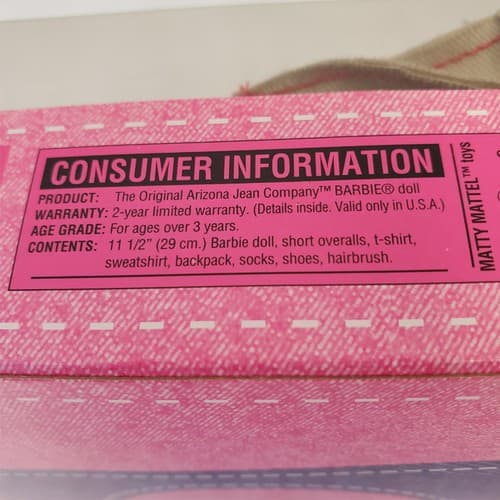 CONSUMER INFORMATION
PRODUCT: The Original Arizona Jean Company™ BARBIE® doll
WARRANTY: 2-year limited warranty. (Details inside. Valid only in U.S.A.)
AGE GRADE: For ages over 3 years.
CONTENTS: 11 1/2" (29 cm.) Barbie doll, short overalls, t-shirt,
sweatshirt, backpack, socks, shoes, hairbrush.
MATTY MATTEL™ toys